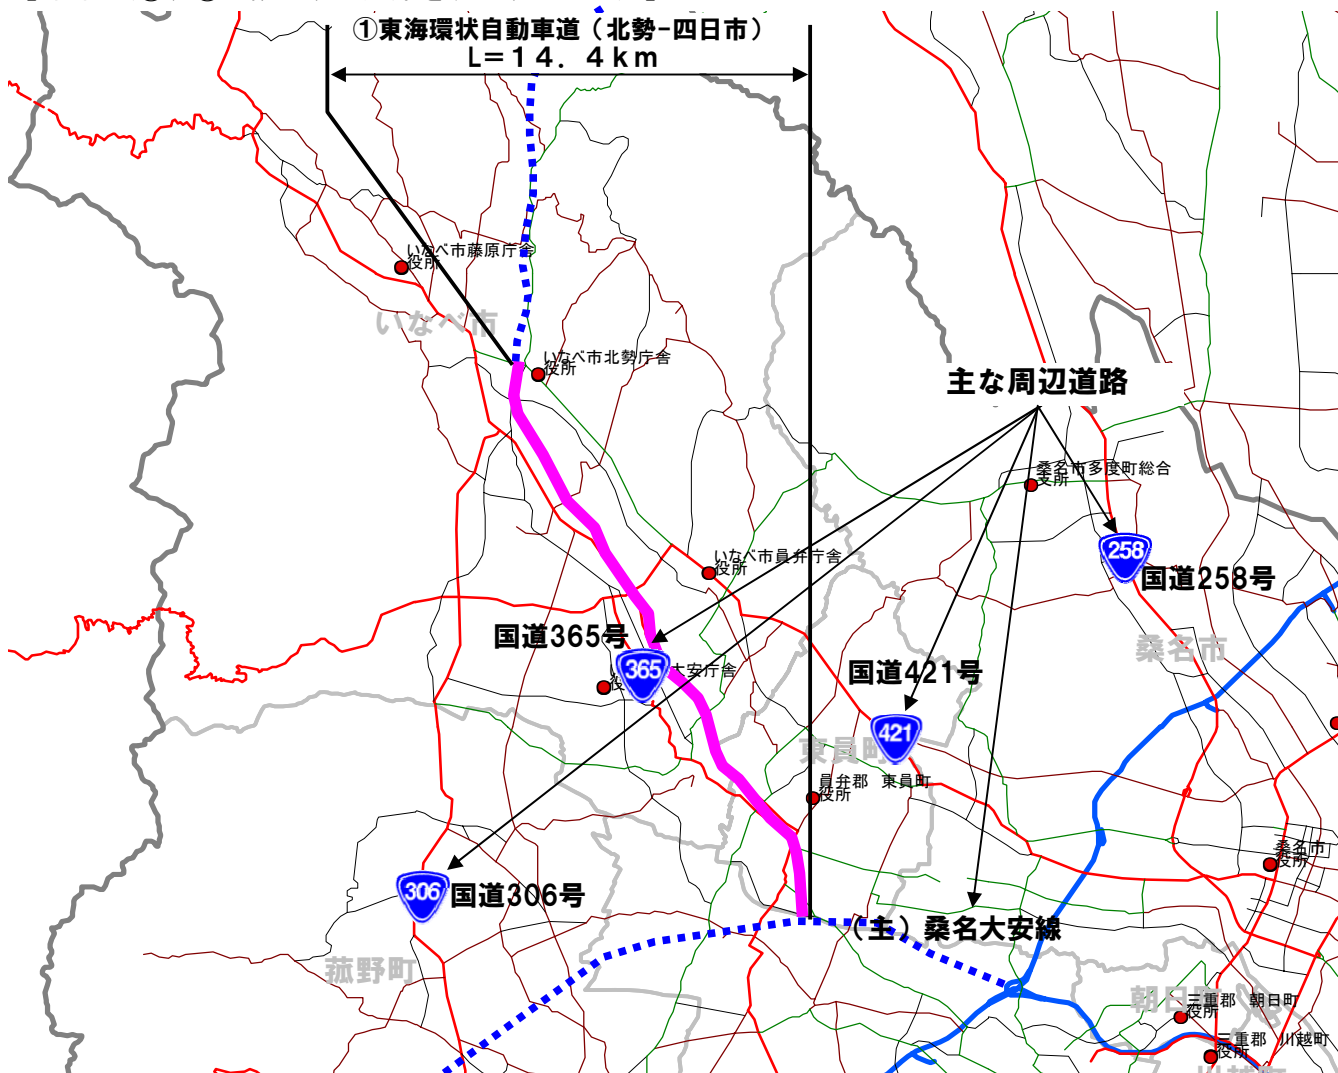 ①東海環状自動車道（北勢-四日市）
L＝１４．４ｋｍ
いなべ市藤原庁舎
役所
いなべ市
いなべ市北勢庁舎
役所
主な周辺道路
桑名市多度町総合
支所
258
国道258号
いなべ市員弁庁舎
役所
国道365号
365
大安庁舎
桑名市
国道421号
421
東員町
員弁郡　東員町
役所
桑名市
役所
306
国道306号
（主）桑名大安線
菰野町
朝日町
三重郡　朝日町
役所
三重郡　川越町
役所